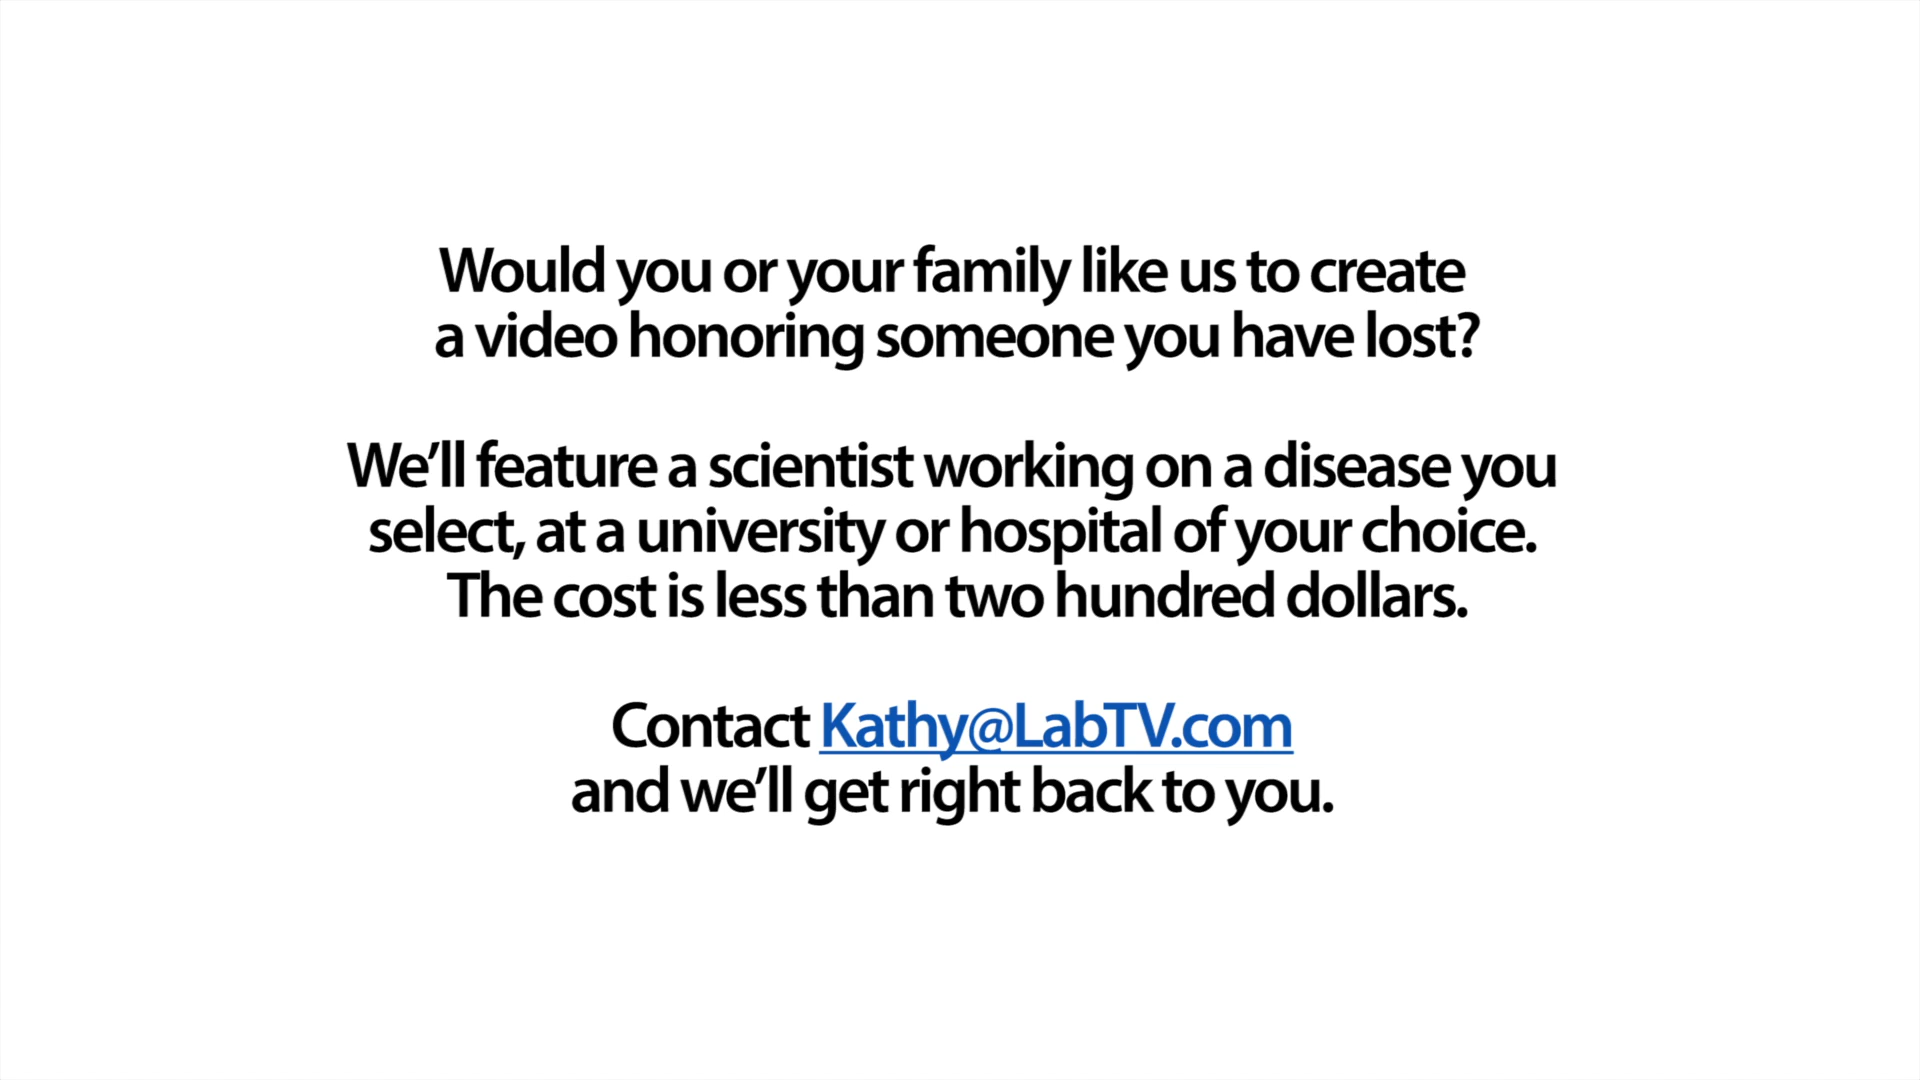 Would you or your family like us to create
a video honoring someone you have lost?
We’ll feature a scientist working on a disease you
select, at a university or hospital of your choice.
The cost is less than two hundred dollars.
Contact Kathy@LabTV.com
and we’ll get right back to you.